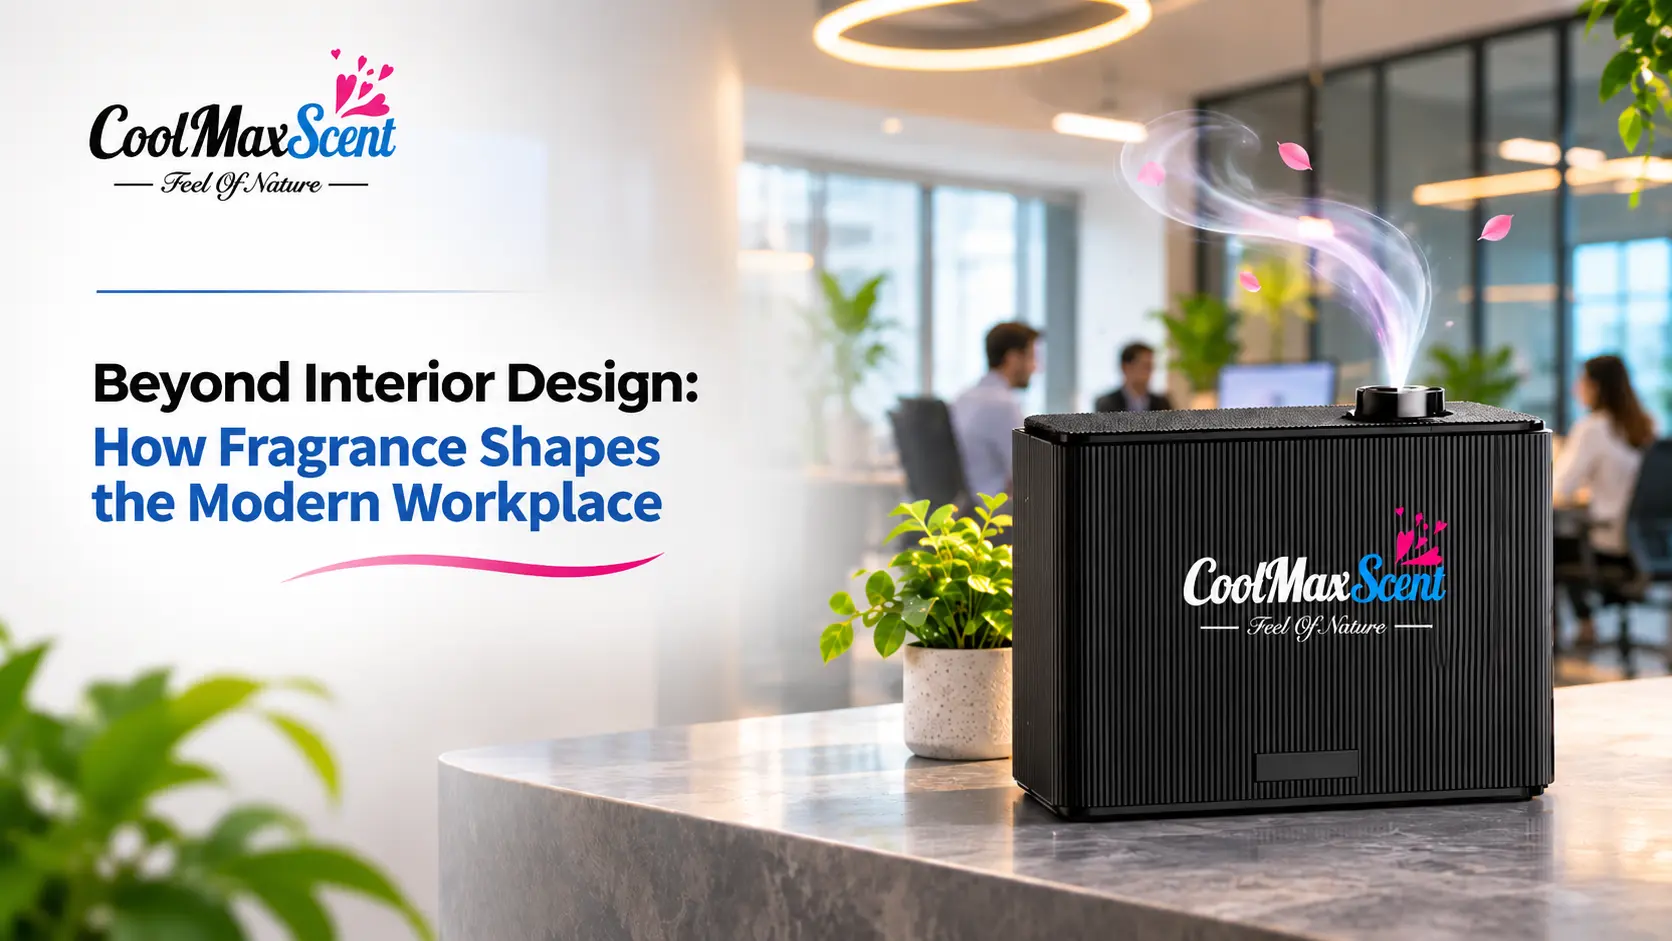 CoolMaxScent
Feel Of Nature
Beyond Interior Design:
How Fragrance Shapes
the Modern Workplace
CoolMaxScent
Feel Of Nature